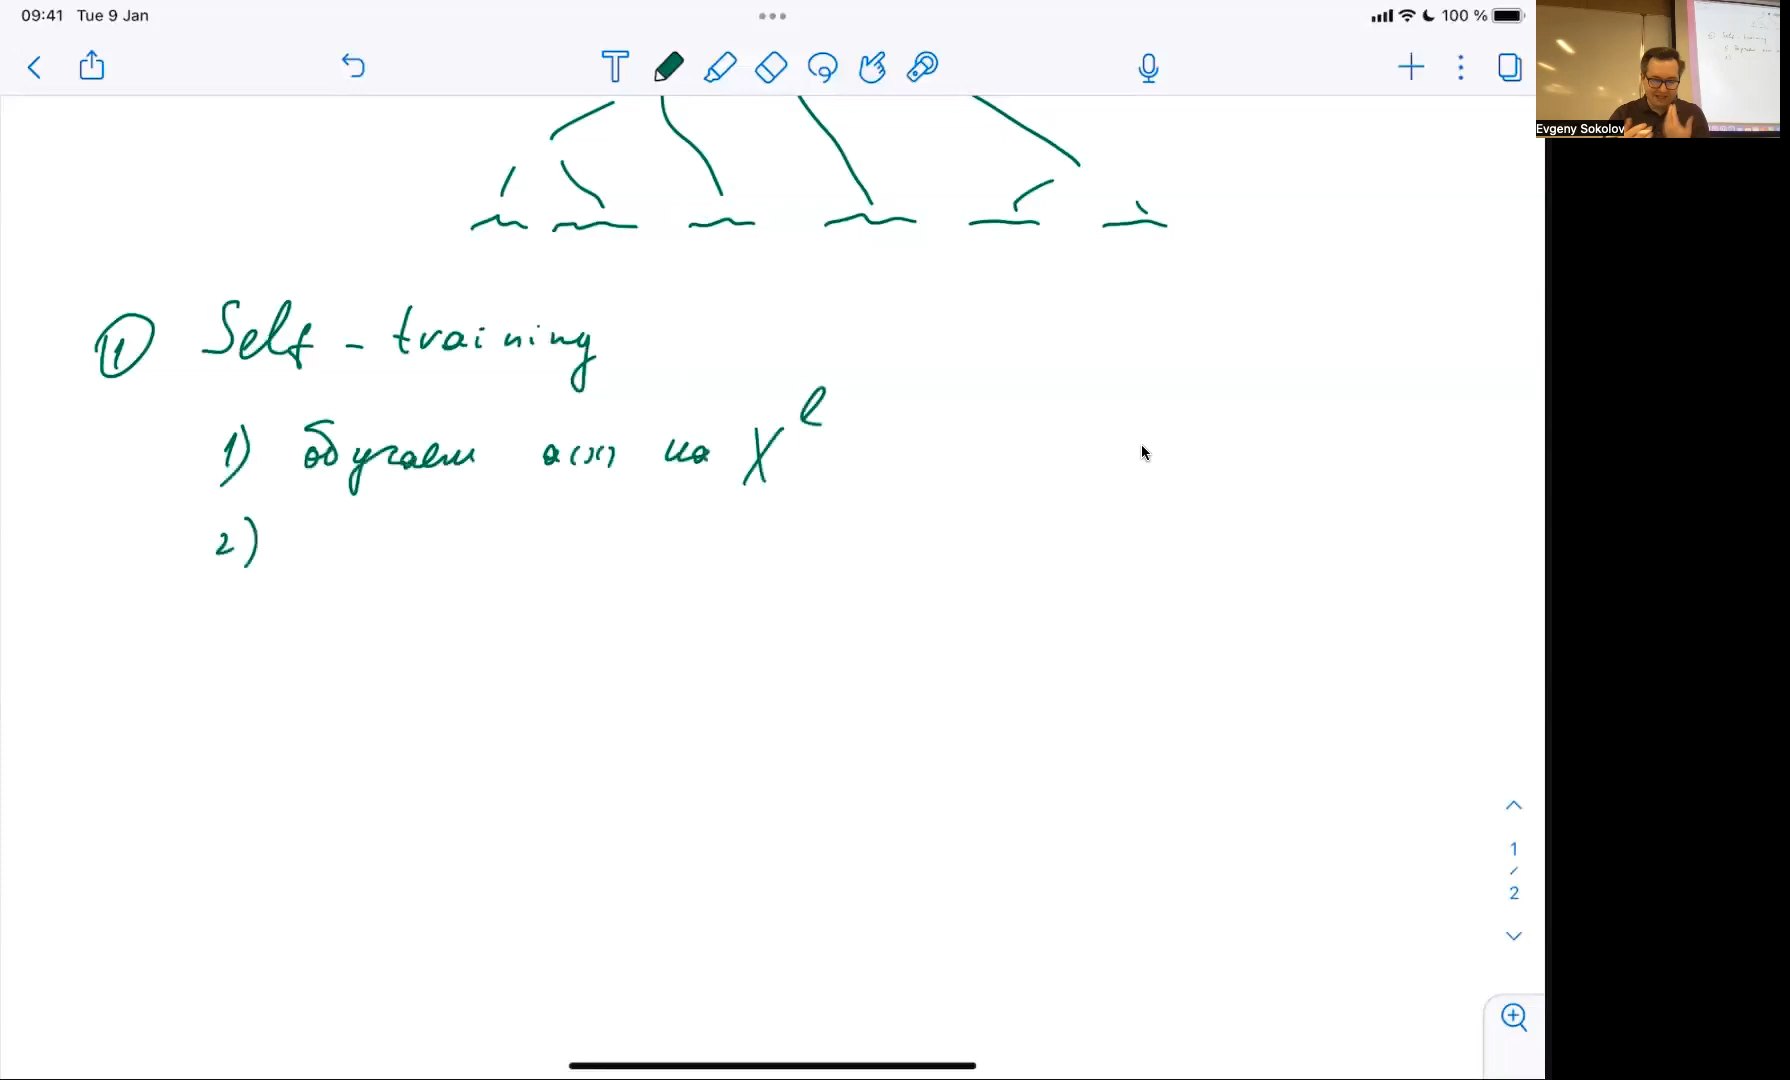 09:41 Tue 9 Jan
100 %
Evgeny Sokolov
① Self - training
1) обучаем a(x) на X^ℓ
2)
1
/
2